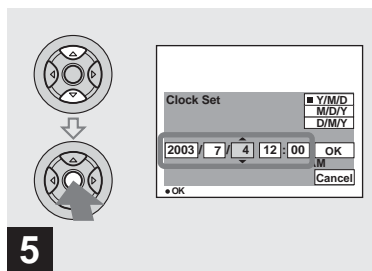 Clock Set
■ Y/M/D
M/D/Y
D/M/Y
2003 / 7 / 4 12 : 00 OK
Cancel
● OK
5